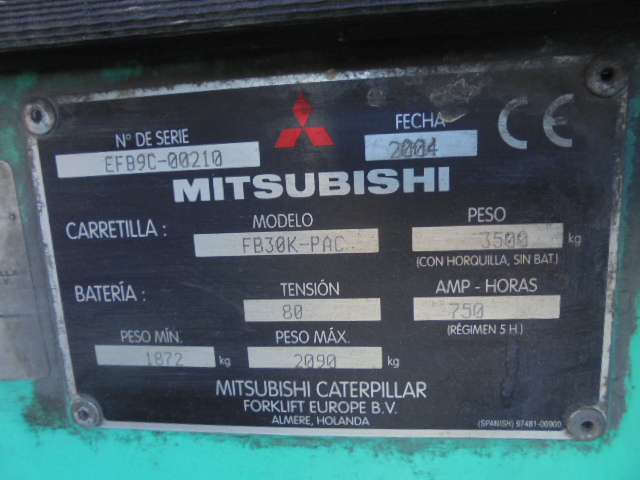 Nº DE SERIE
EFB9C-00210
FECHA
2004
CE
MITSUBISHI
CARRETILLA :
MODELO
FB30K-PAC
PESO
3500 kg
(CON HORQUILLA, SIN BAT.)
BATERÍA :
TENSIÓN
80
AMP - HORAS
750
(RÉGIMEN 5 H)
PESO MÍN.
1872 kg
PESO MÁX.
2090 kg
MITSUBISHI CATERPILLAR
FORKLIFT EUROPE B.V.
ALMERE, HOLANDA
(SPANISH) 97481-00900